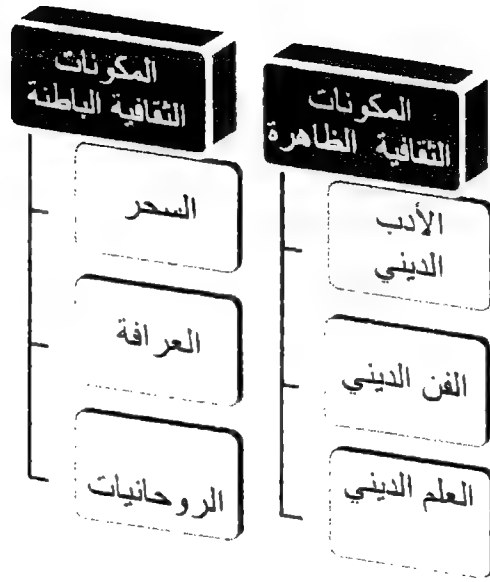 المكونات
الثقافية الظاهرة
الأدب
الديني
الفن الديني
العلم الديني
المكونات
الثقافية الباطنة
السحر
العرافة
الروحانيات